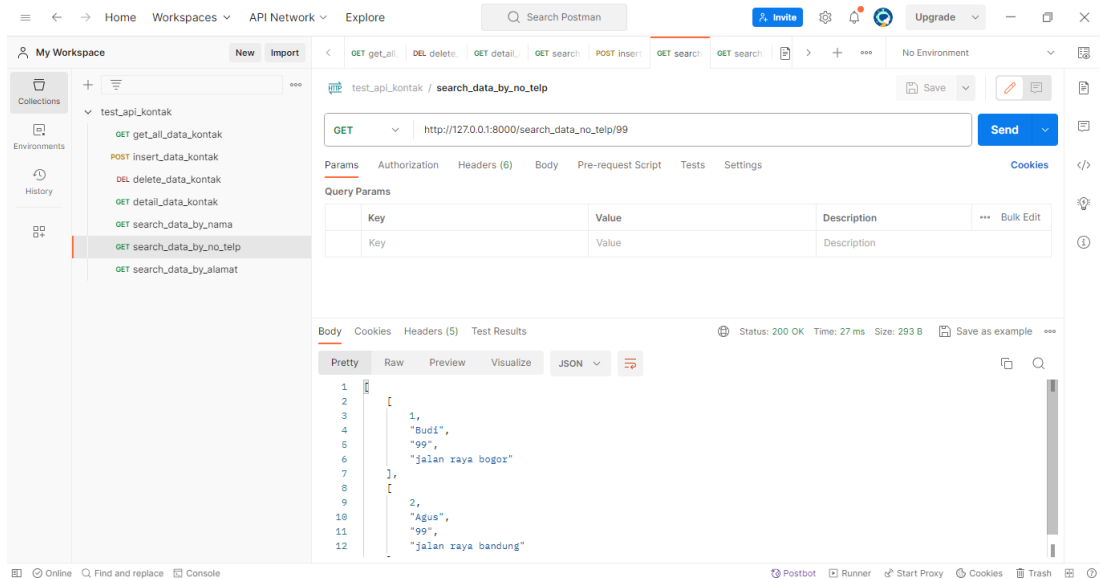 Home Workspaces API Network Explore Search Postman Invite Upgrade
My Workspace New Import GET get_all DEL delete GET detail GET search POST insert GET search GET search No Environment
Collections
Environments
History
test_api_kontak
GET get_all_data_kontak
POST insert_data_kontak
DEL delete_data_kontak
GET detail_data_kontak
GET search_data_by_nama
GET search_data_by_no_telp
GET search_data_by_alamat
HTTP test_api_kontak / search_data_by_no_telp Save
GET http://127.0.0.1:8000/search_data_no_telp/99 Send
Params Authorization Headers (6) Body Pre-request Script Tests Settings Cookies
Query Params
Key Value Description Bulk Edit
Key Value Description
Body Cookies Headers (5) Test Results Status: 200 OK Time: 27 ms Size: 293 B Save as example
Pretty Raw Preview Visualize JSON
1 [
2 [
3 1,
4 "Budi",
5 "99",
6 "jalan raya bogor"
7 ],
8 [
9 2,
10 "Agus",
11 "99",
12 "jalan raya bandung"
Online Find and replace Console Postbot Runner Start Proxy Cookies Trash